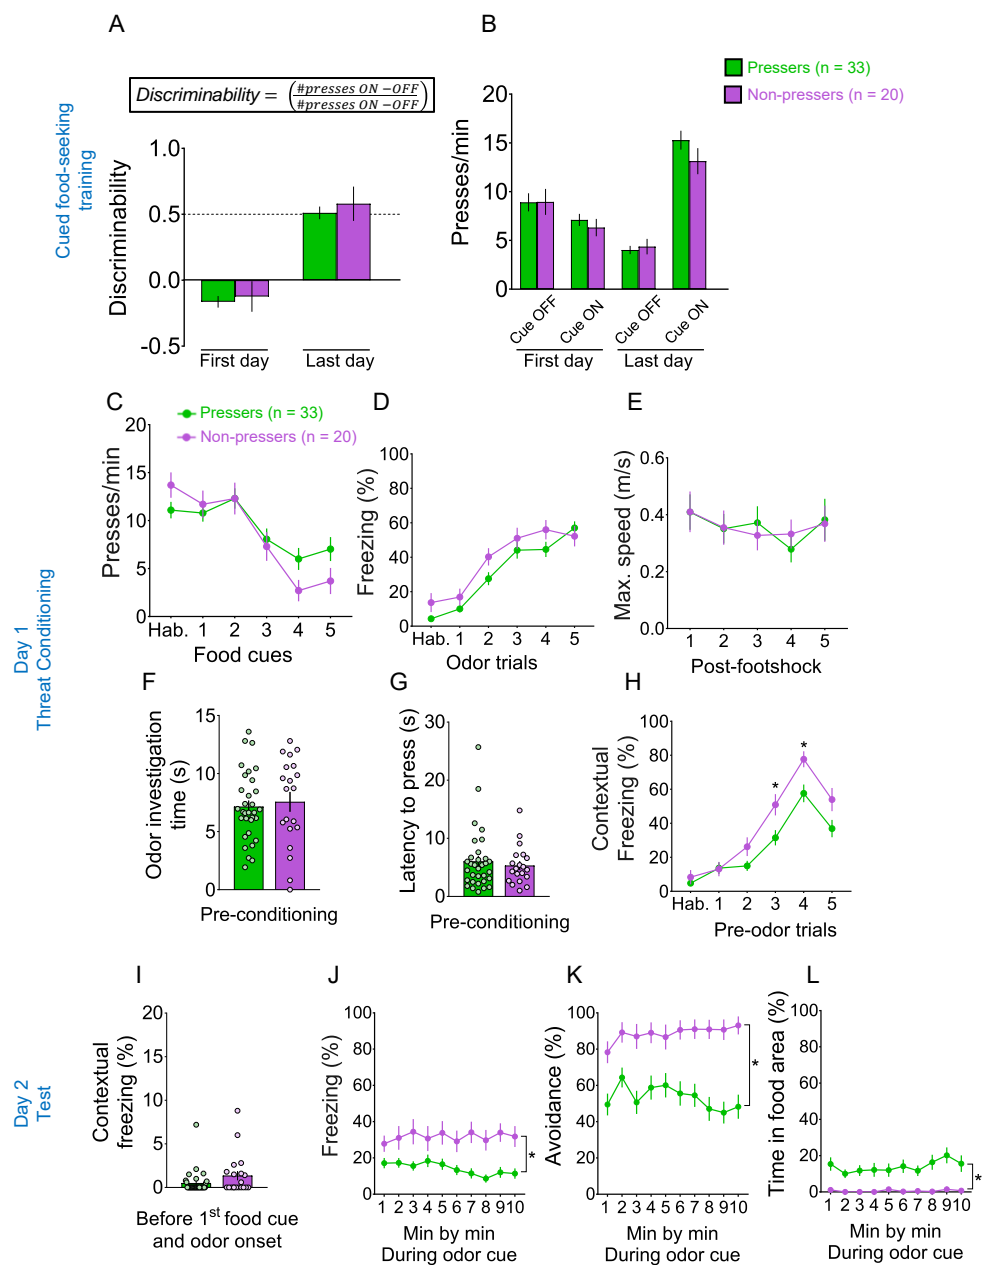 A
B
Discriminability = (#presses ON −OFF / #presses ON −OFF)
Pressers (n = 33)
Non-pressers (n = 20)
Cued food-seeking
training
Discriminability
1.0
0.5
0.0
-0.5
First day
Last day
Presses/min
20
15
10
5
0
Cue OFF
Cue ON
Cue OFF
Cue ON
First day
Last day
Day 1
Threat Conditioning
C
Pressers (n = 33)
Non-pressers (n = 20)
Presses/min
20
15
10
5
0
Hab. 1 2 3 4 5
Food cues
D
Freezing (%)
100
80
60
40
20
0
Hab. 1 2 3 4 5
Odor trials
E
Max. speed (m/s)
0.6
0.4
0.2
0.0
1 2 3 4 5
Post-footshock
F
Odor investigation
time (s)
15
10
5
0
Pre-conditioning
G
Latency to press (s)
30
20
10
0
Pre-conditioning
H
Contextual
Freezing (%)
100
80
60
40
20
0
* *
Hab. 1 2 3 4 5
Pre-odor trials
Day 2
Test
I
Contextual
freezing (%)
20
15
10
5
0
Before 1st food cue
and odor onset
J
Freezing (%)
100
80
60
40
20
0
*
1 2 3 4 5 6 7 8 9 10
Min by min
During odor cue
K
Avoidance (%)
100
80
60
40
20
0
*
1 2 3 4 5 6 7 8 9 10
Min by min
During odor cue
L
Time in food area (%)
100
80
60
40
20
0
*
1 2 3 4 5 6 7 8 9 10
Min by min
During odor cue